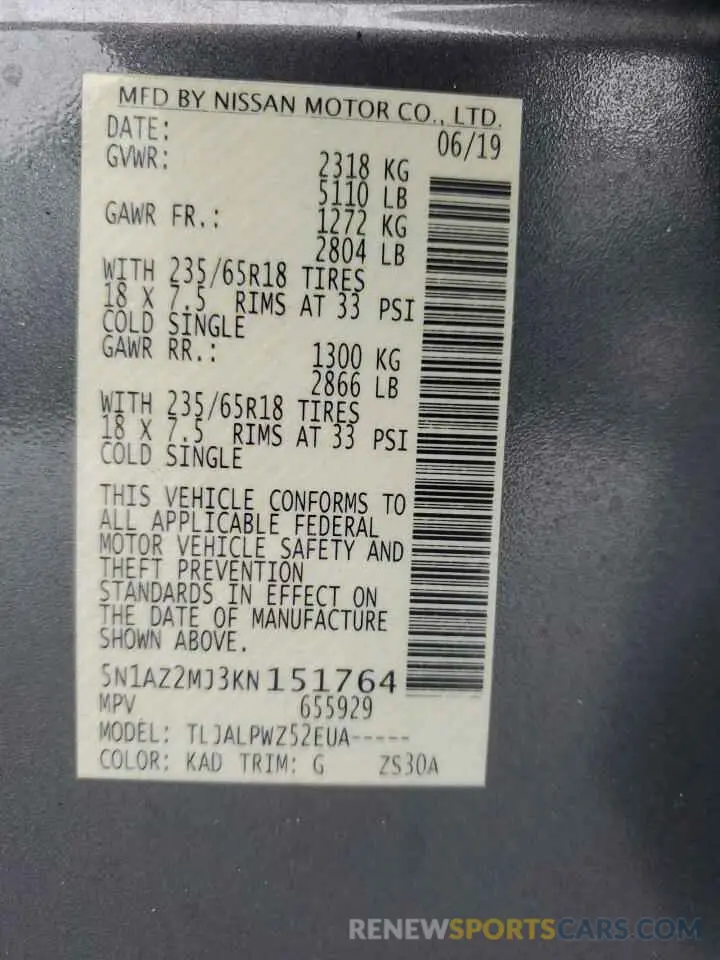 MFD BY NISSAN MOTOR CO., LTD.
DATE: 06/19
GVWR: 2318 KG
5110 LB
GAWR FR.: 1272 KG
2804 LB
WITH 235/65R18 TIRES
18 X 7.5 RIMS AT 33 PSI
COLD SINGLE
GAWR RR.: 1300 KG
2866 LB
WITH 235/65R18 TIRES
18 X 7.5 RIMS AT 33 PSI
COLD SINGLE
THIS VEHICLE CONFORMS TO
ALL APPLICABLE FEDERAL
MOTOR VEHICLE SAFETY AND
THEFT PREVENTION
STANDARDS IN EFFECT ON
THE DATE OF MANUFACTURE
SHOWN ABOVE.
5N1AZ2MJ3KN151764
MPV 655929
MODEL: TLJALPWZ52EUA-----
COLOR: KAD TRIM: G ZS30A
RENEWSPORTSCARS.COM